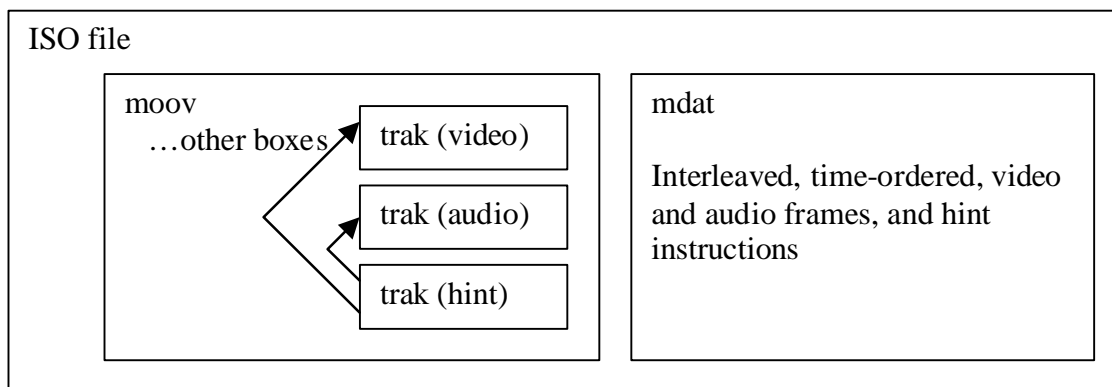 ISO file
moov
…other boxes
trak (video)
trak (audio)
trak (hint)
mdat
Interleaved, time-ordered, video
and audio frames, and hint
instructions